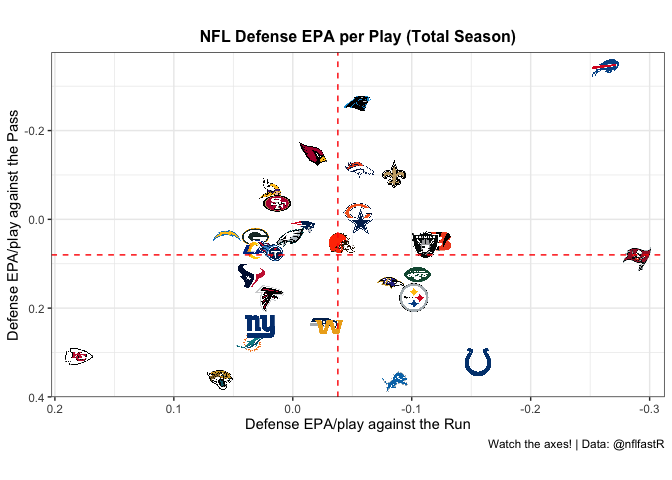 NFL Defense EPA per Play (Total Season)
Defense EPA/play against the Pass
-0.2
0.0
0.2
0.4
ny
W
T
0.2
0.1
0.0
-0.1
-0.2
-0.3
Defense EPA/play against the Run
Watch the axes! | Data: @nflfastR